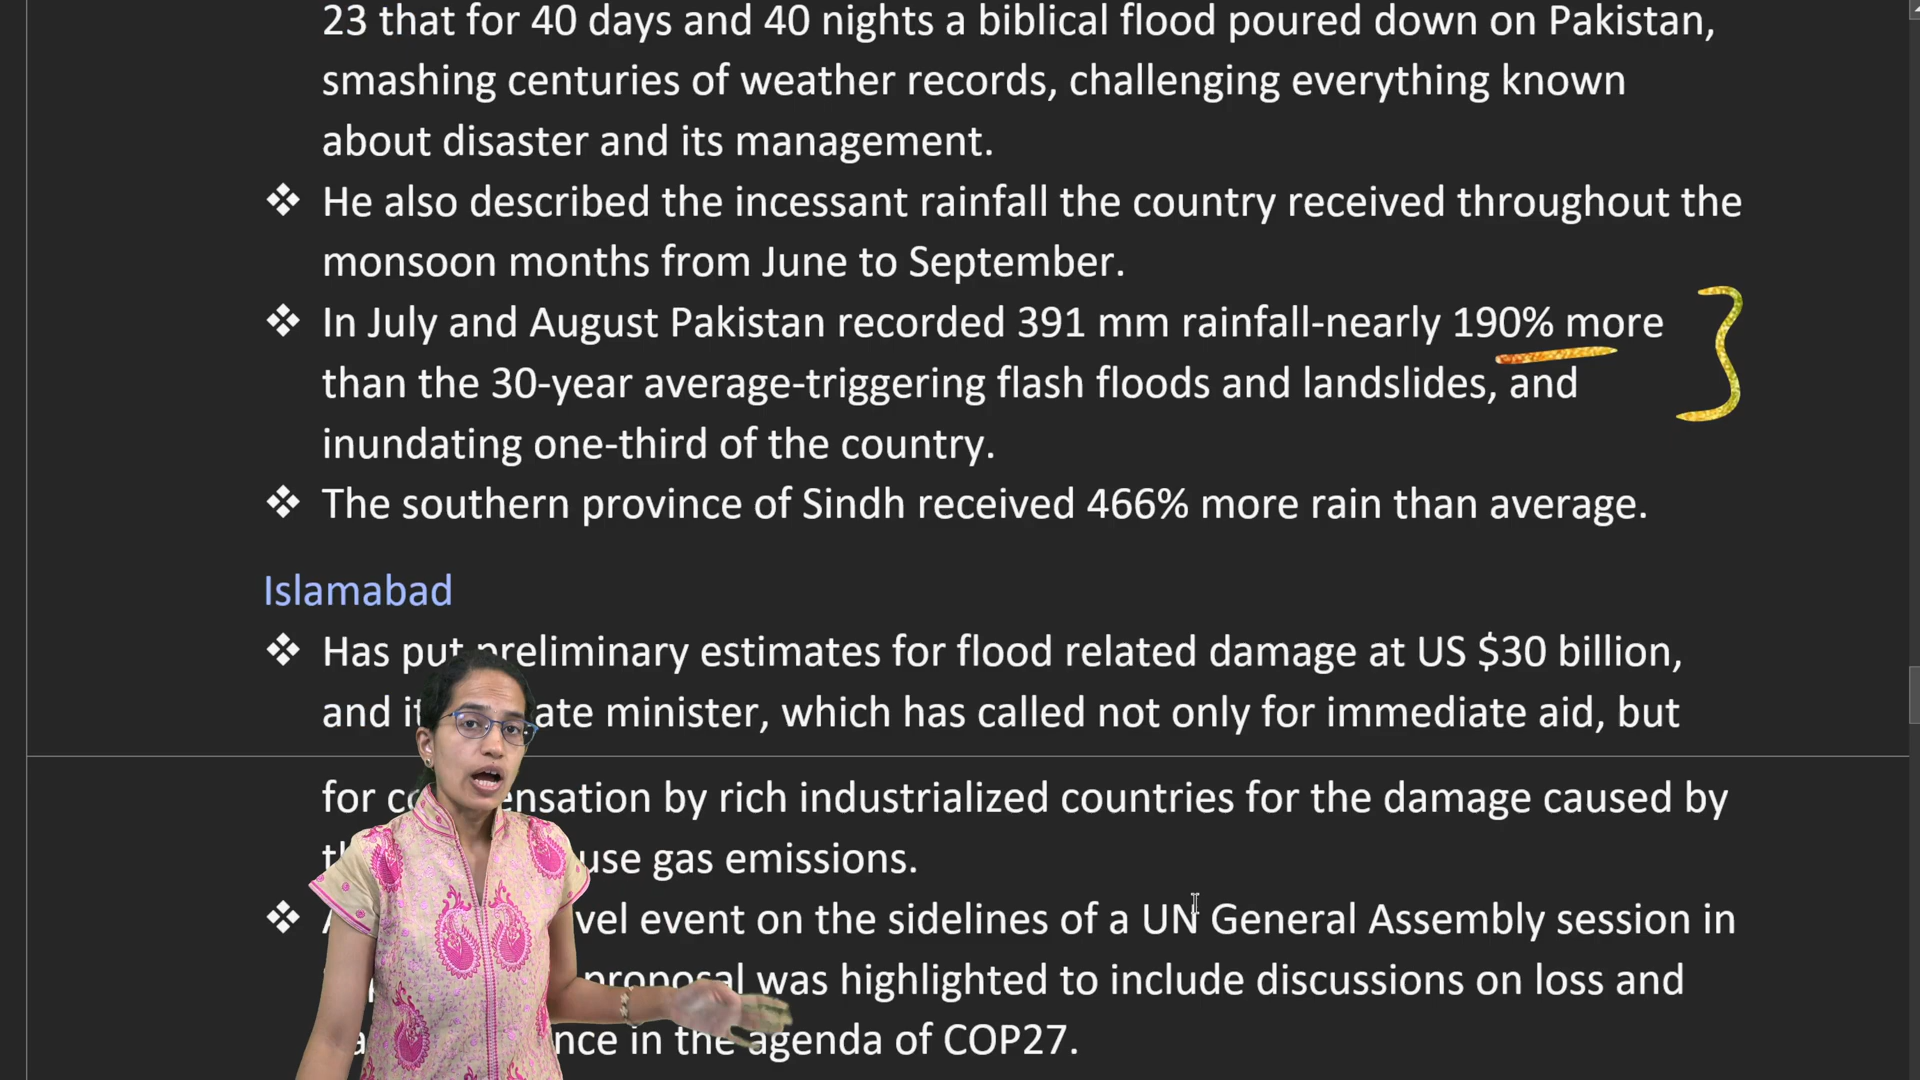 23 that for 40 days and 40 nights a biblical flood poured down on Pakistan,
smashing centuries of weather records, challenging everything known
about disaster and its management.
❖ He also described the incessant rainfall the country received throughout the
monsoon months from June to September.
❖ In July and August Pakistan recorded 391 mm rainfall-nearly 190% more
than the 30-year average-triggering flash floods and landslides, and
inundating one-third of the country.
❖ The southern province of Sindh received 466% more rain than average.
Islamabad
❖ Has put preliminary estimates for flood related damage at US $30 billion,
and minister, which has called not only for immediate aid, but
for by rich industrialized countries for the damage caused by
gas emissions.
❖ event on the sidelines of a UN General Assembly session in
proposal was highlighted to include discussions on loss and
in the agenda of COP27.